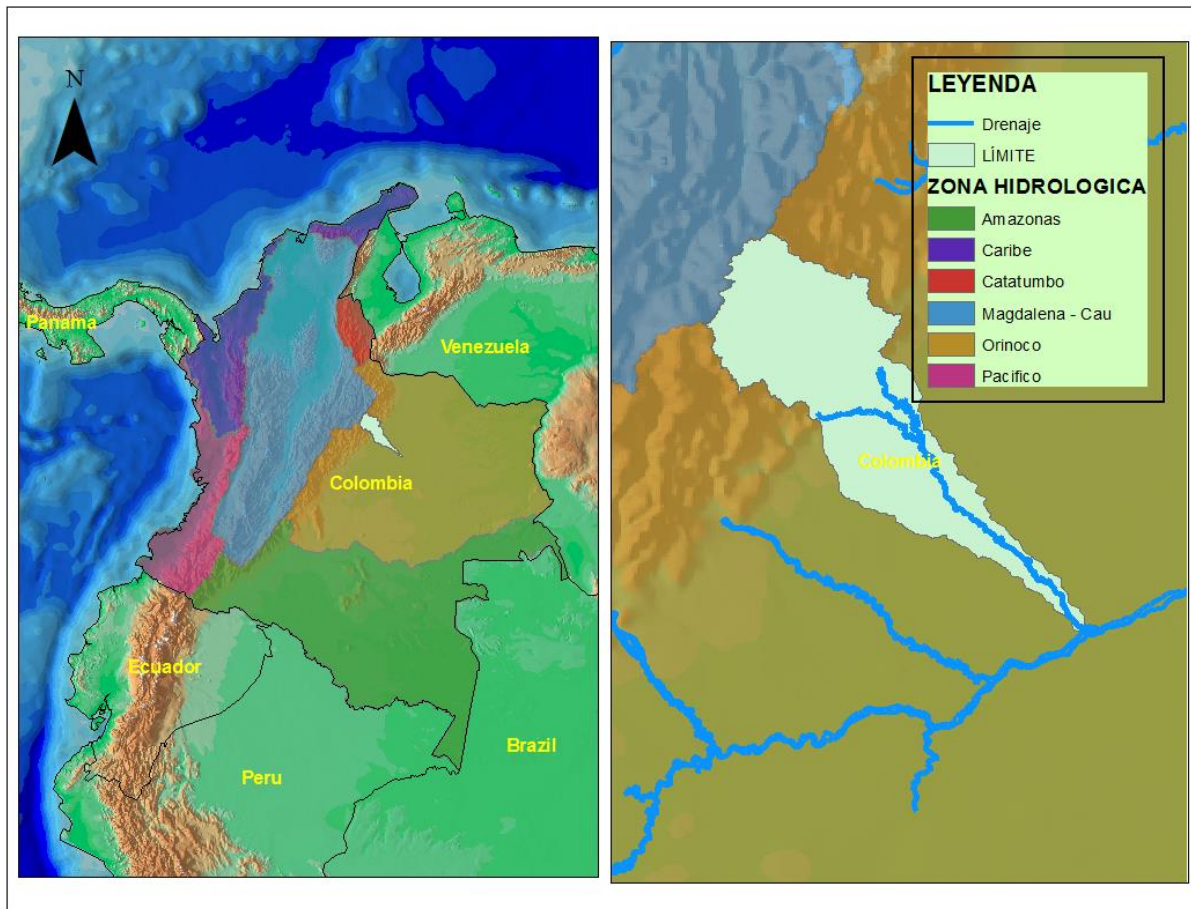 N
Panama
Venezuela
Colombia
Ecuador
Peru
Brazil
LEYENDA
Drenaje
LÍMITE
ZONA HIDROLOGICA
Amazonas
Caribe
Catatumbo
Magdalena - Cau
Orinoco
Pacifico
Colombia